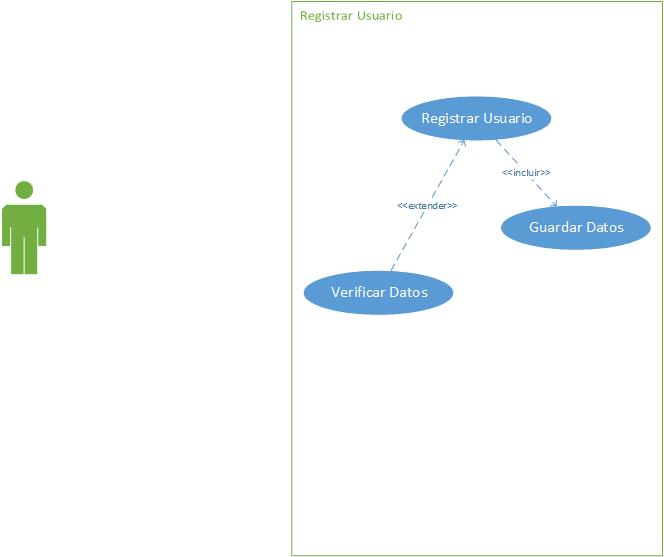 Registrar Usuario
Registrar Usuario
<<incluir>>
<<extender>>
Guardar Datos
Verificar Datos